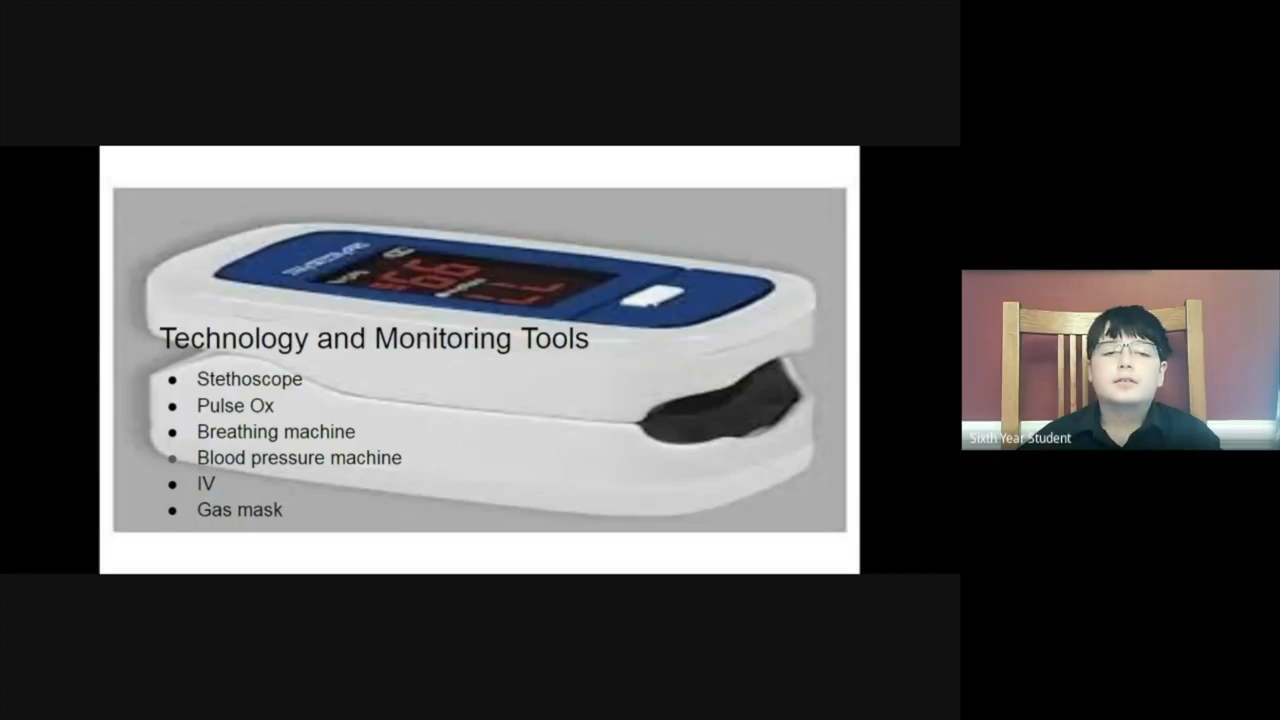 Technology and Monitoring Tools
● Stethoscope
● Pulse Ox
● Breathing machine
● Blood pressure machine
● IV
● Gas mask
Sixth Year Student